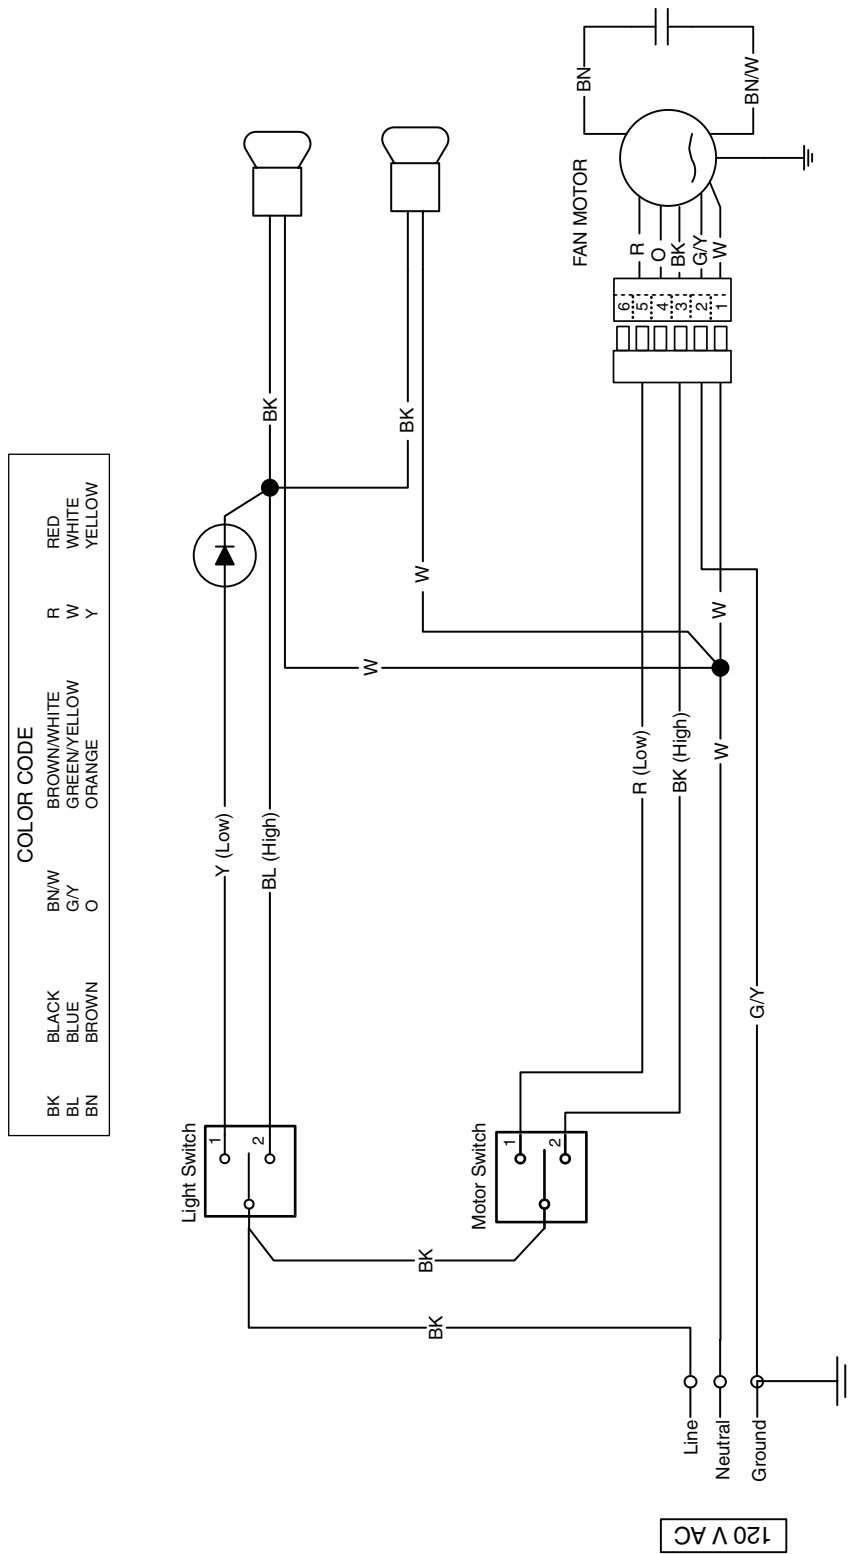 COLOR CODE
BK BLACK BN/W BROWN/WHITE R RED
BL BLUE G/Y GREEN/YELLOW W WHITE
BN BROWN O ORANGE Y YELLOW
Light Switch
1
2
Y (Low)
BL (High)
BK
BK
W
W
BK
BK
Motor Switch
1
2
R (Low)
BK (High)
W
W
G/Y
Line
Neutral
Ground
120 V AC
FAN MOTOR
6
5
4
3
2
1
R
O
BK
G/Y
W
BN
BN/W